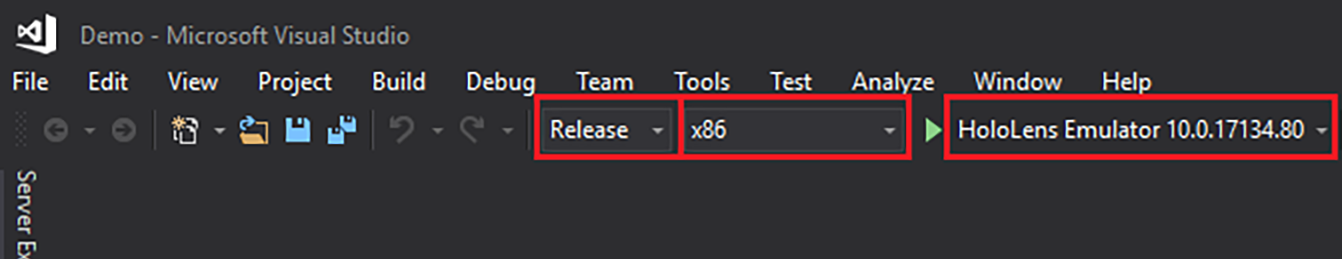 Demo - Microsoft Visual Studio
File Edit View Project Build Debug Team Tools Test Analyze Window Help
Release x86 HoloLens Emulator 10.0.17134.80
Server Ex